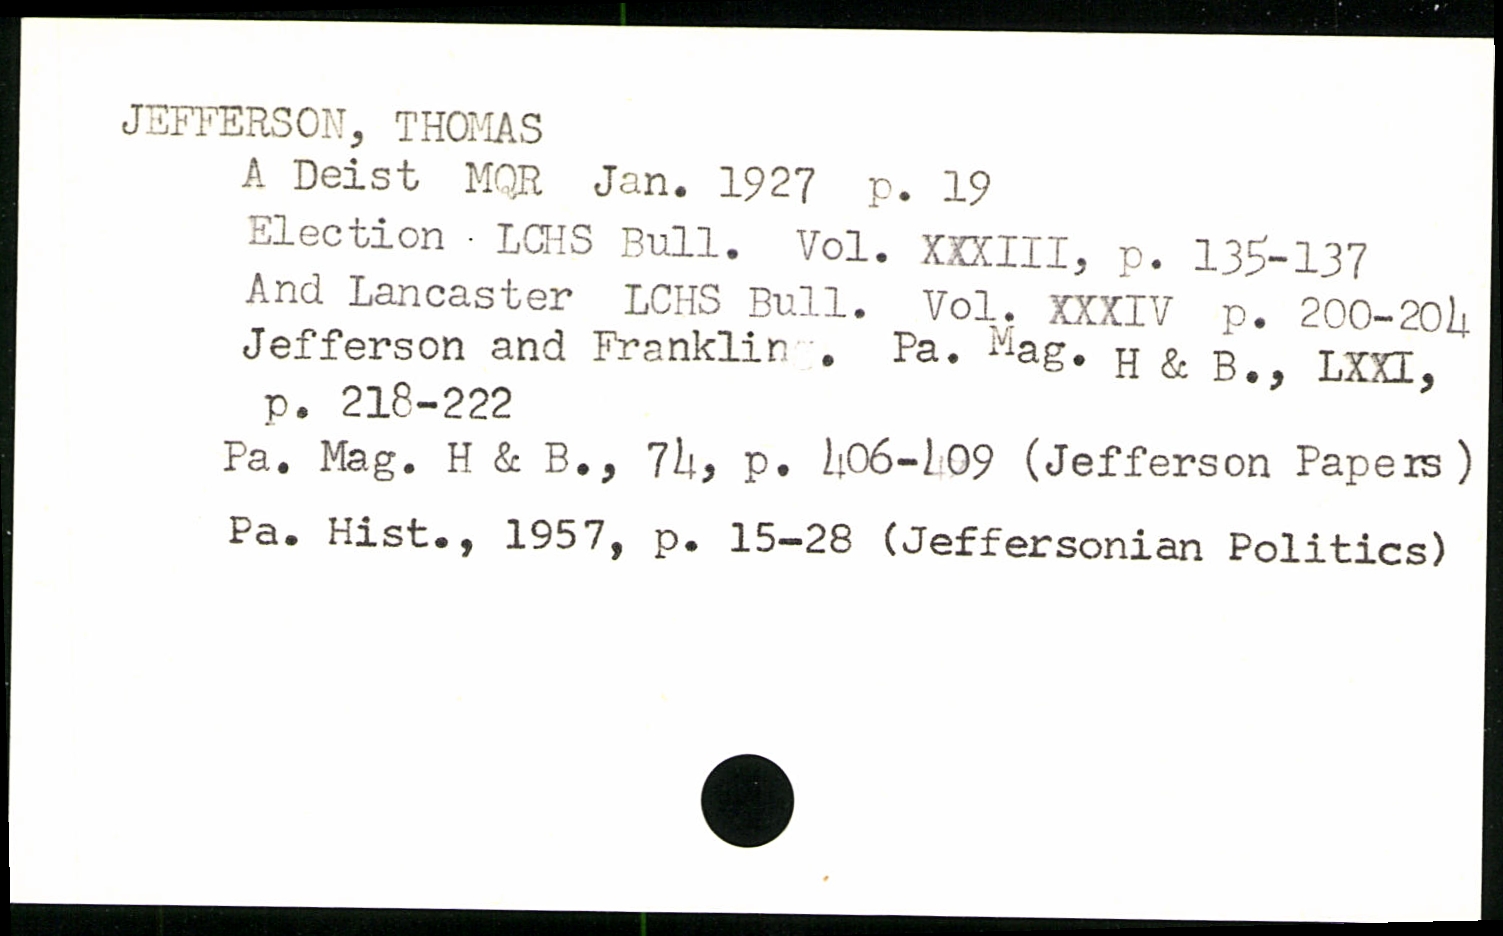 JEFFERSON, THOMAS
A Deist MQR Jan. 1927 p. 19
Election LCHS Bull. Vol. XXXIII, p. 135-137
And Lancaster LCHS Bull. Vol. XXXIV p. 200-204
Jefferson and Franklin . Pa. Mag. H & B., LXXI,
p. 218-222
Pa. Mag. H & B., 74, p. 406-409 (Jefferson Papers)
Pa. Hist., 1957, p. 15-28 (Jeffersonian Politics)